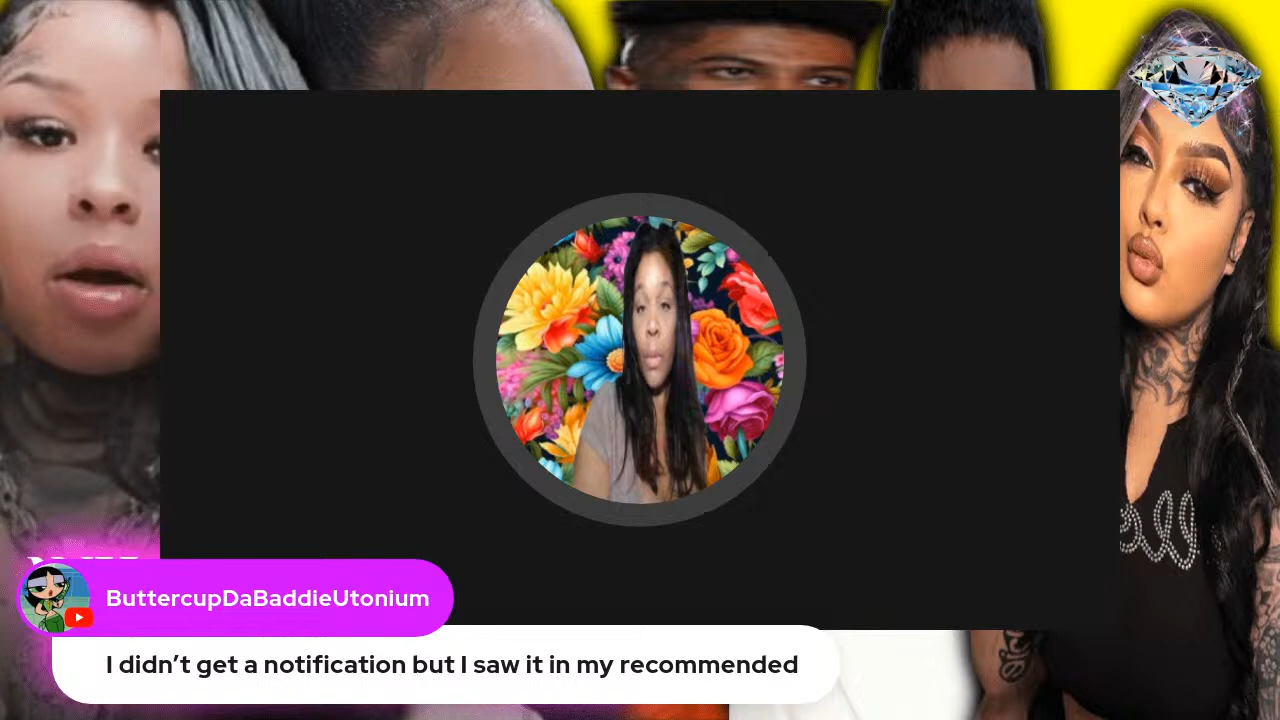 ButtercupDaBaddieUtonium
I didn’t get a notification but I saw it in my recommended